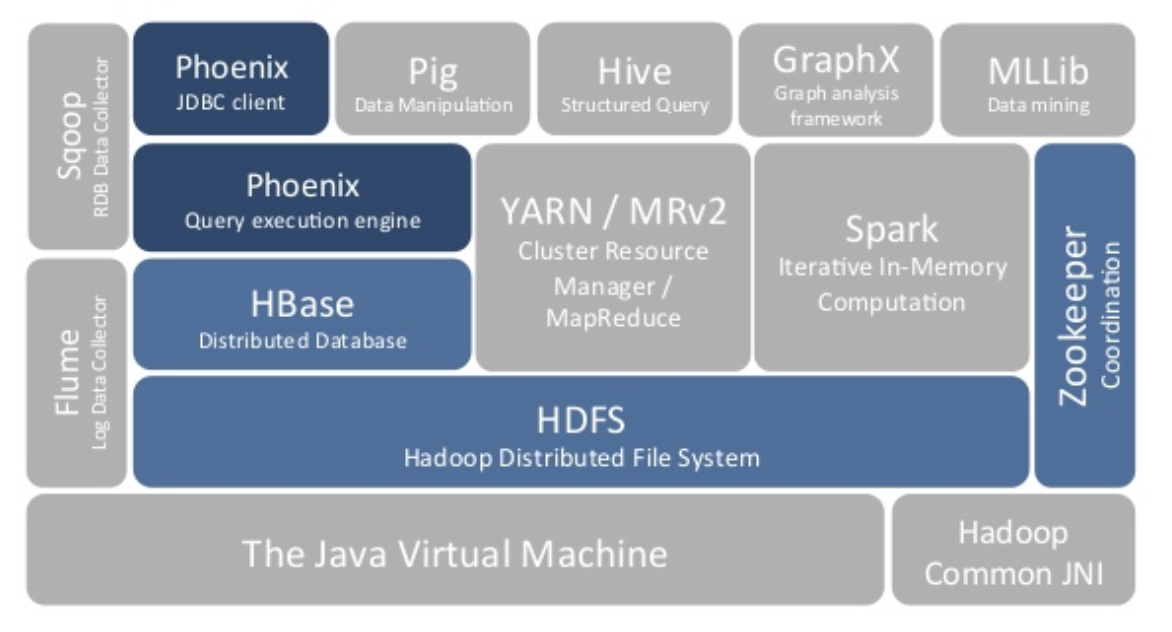 Sqoop
RDB Data Collector
Phoenix
JDBC client
Pig
Data Manipulation
Hive
Structured Query
GraphX
Graph analysis
framework
MLLib
Data mining
Phoenix
Query execution engine
YARN / MRv2
Cluster Resource
Manager /
MapReduce
Spark
Iterative In-Memory
Computation
Zookeeper
Coordination
Flume
Log Data Collector
HBase
Distributed Database
HDFS
Hadoop Distributed File System
The Java Virtual Machine
Hadoop
Common JNI